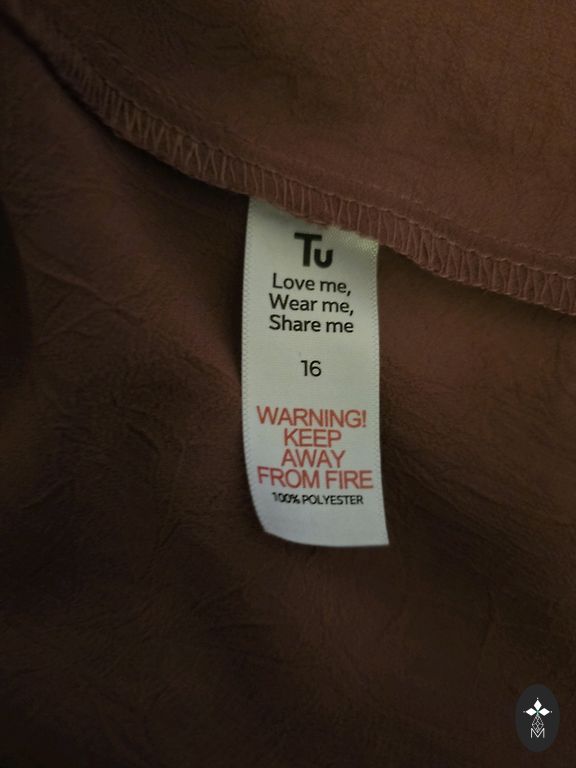 Tu
Love me,
Wear me,
Share me
16
WARNING!
KEEP
AWAY
FROM FIRE
100% POLYESTER
M